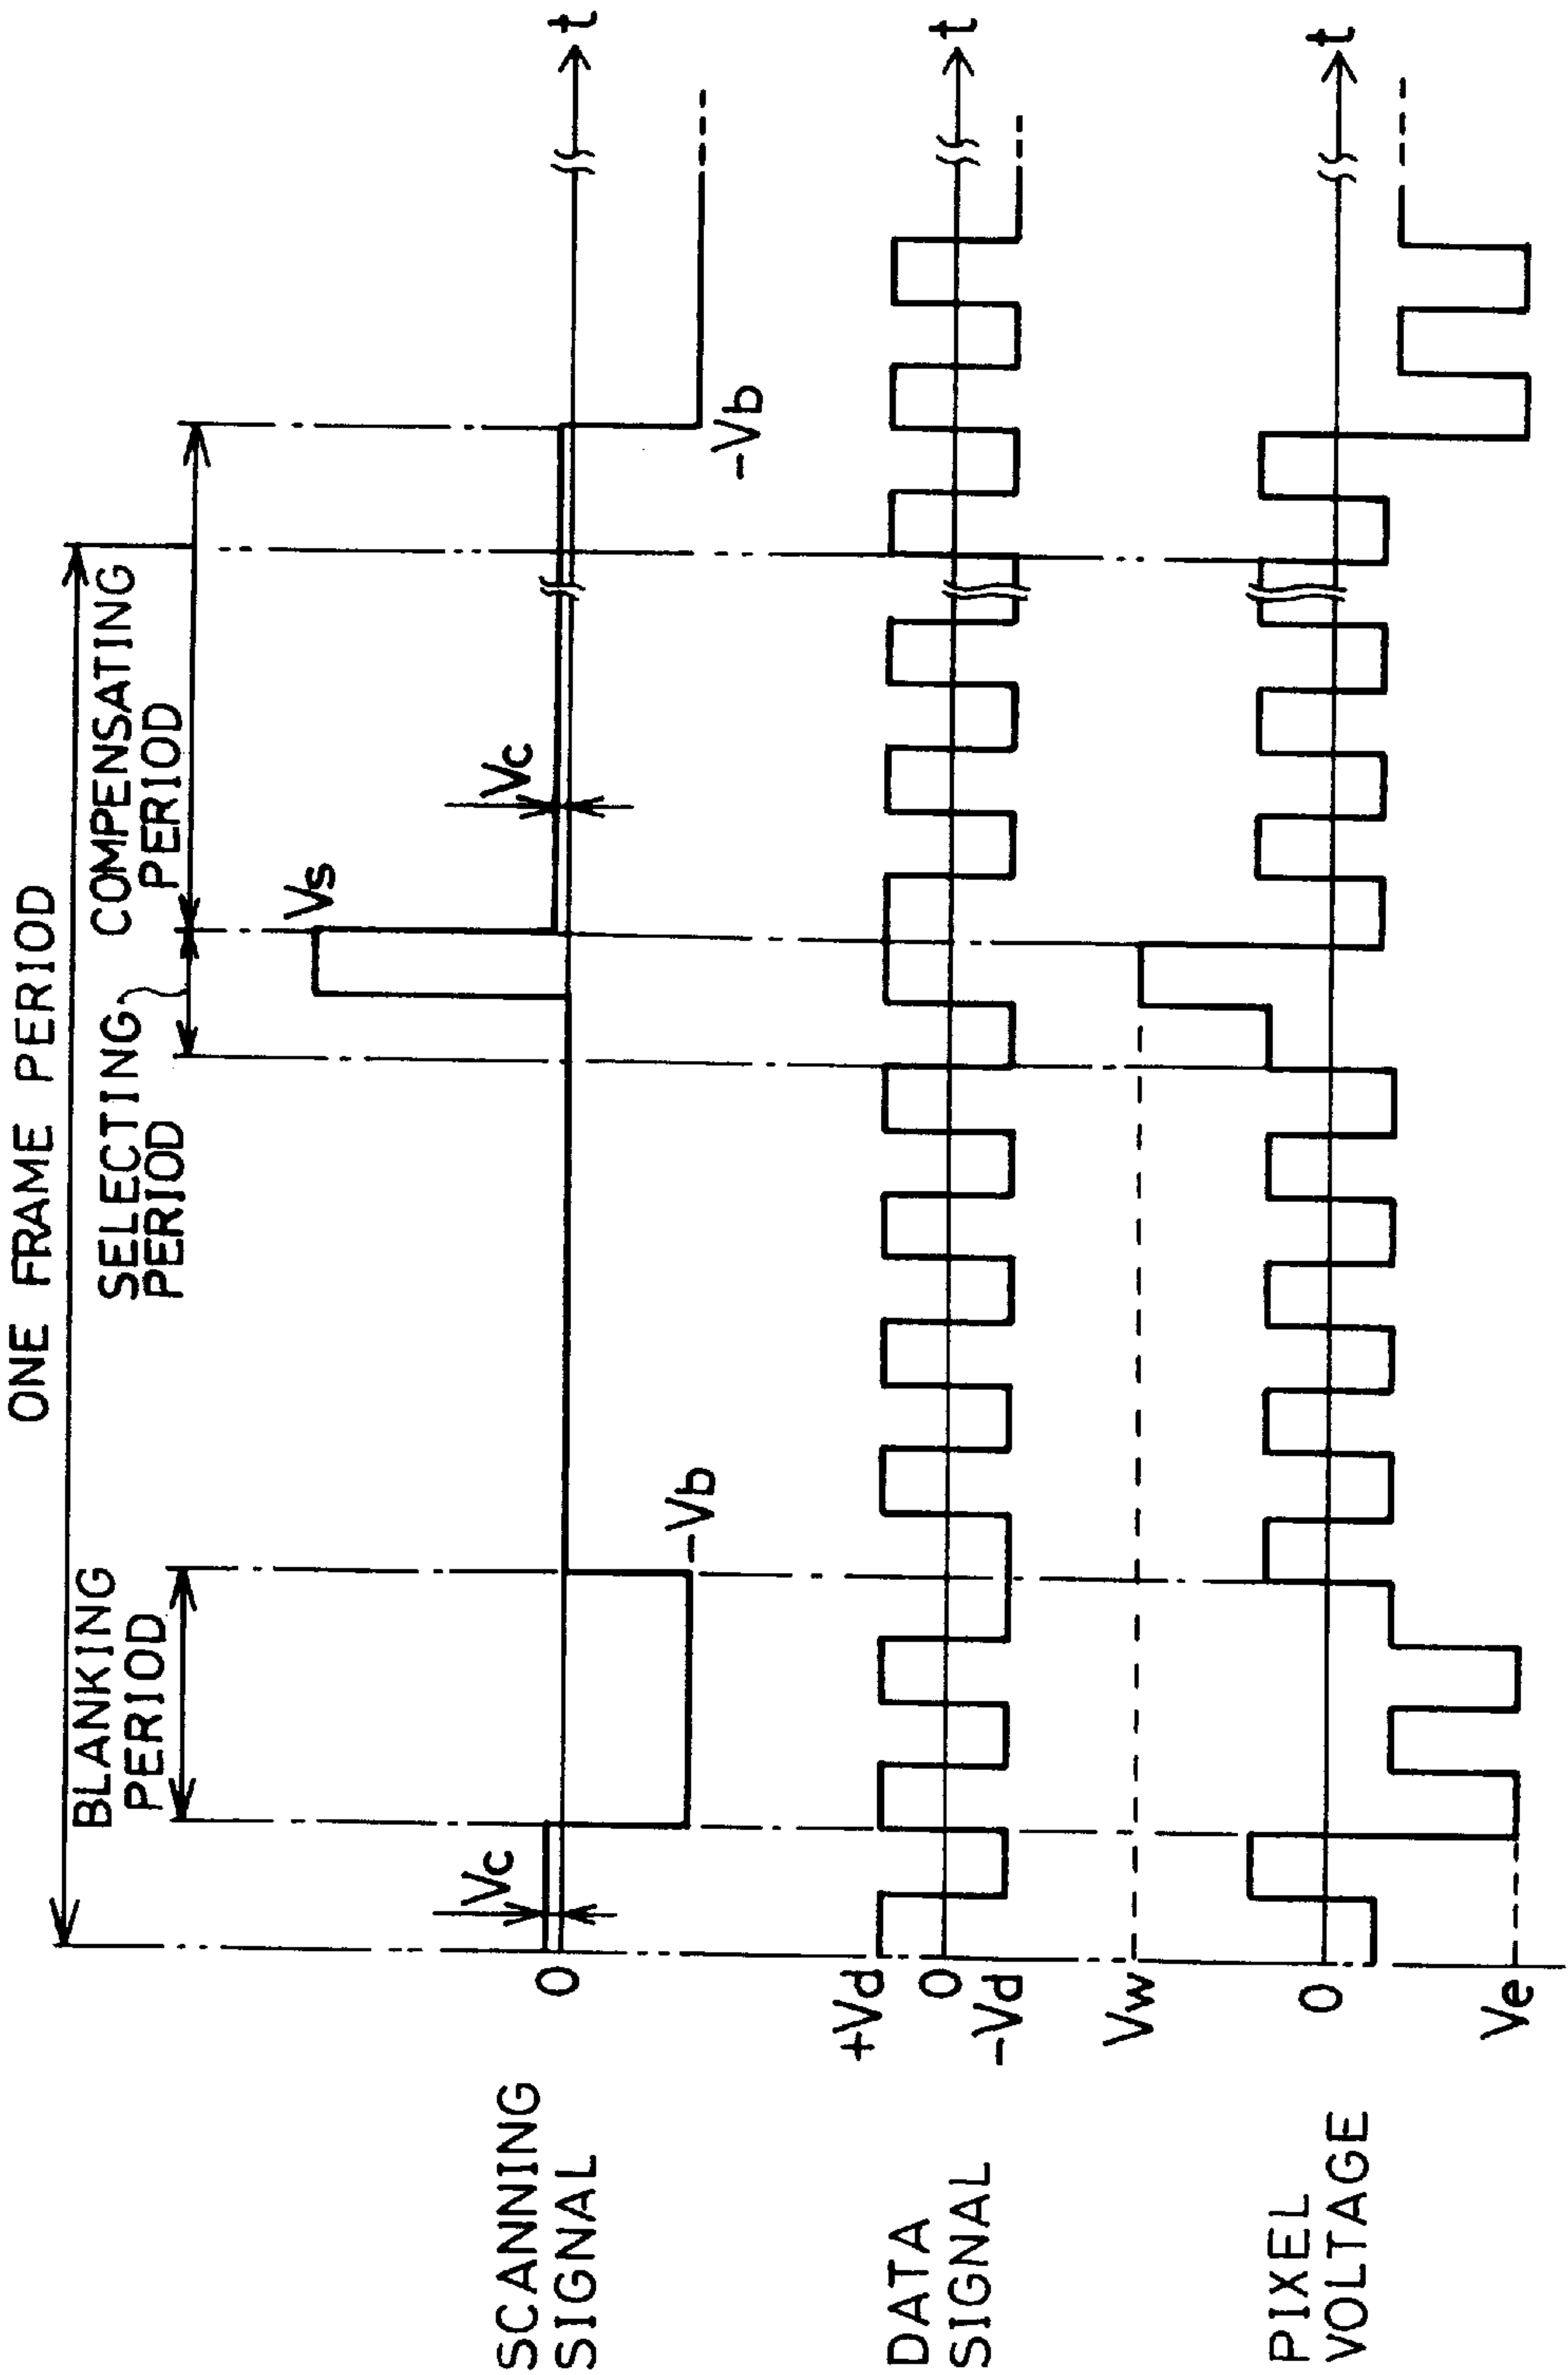 ONE FRAME PERIOD
BLANKING
PERIOD
SELECTING
PERIOD
COMPENSATING
PERIOD
SCANNING
SIGNAL
0
Vc
-Vb
Vs
Vc
-Vb
t
DATA
SIGNAL
+Vd
0
-Vd
t
PIXEL
VOLTAGE
Vw
0
Ve
t